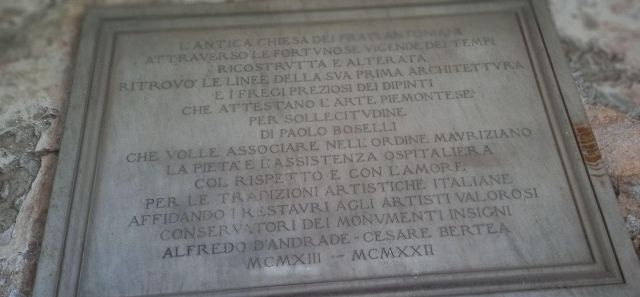 L'ANTICA CHIESA DEI FRATI ANTONIANI
ATTRAVERSO LE FORTVNOSE VICENDE DEI TEMPI
RICOSTRVTTA E ALTERATA
RITROVO' LE LINEE DELLA SVA PRIMA ARCHITETTVRA
E I FREGI PREZIOSI DEI DIPINTI
CHE ATTESTANO L'ARTE PIEMONTESE
PER SOLLECITVDINE
DI PAOLO BOSELLI
CHE VOLLE ASSOCIARE NELL'ORDINE MAVRIZIANO
LA PIETA' E L'ASSISTENZA OSPITALIERA
COL RISPETTO E CON L'AMORE
PER LE TRADIZIONI ARTISTICHE ITALIANE
AFFIDANDO I RESTAVRI AGLI ARTISTI VALOROSI
CONSERVATORI DEI MONVMENTI INSIGNI
ALFREDO D'ANDRADE - CESARE BERTEA
MCMXIII -- MCMXXII